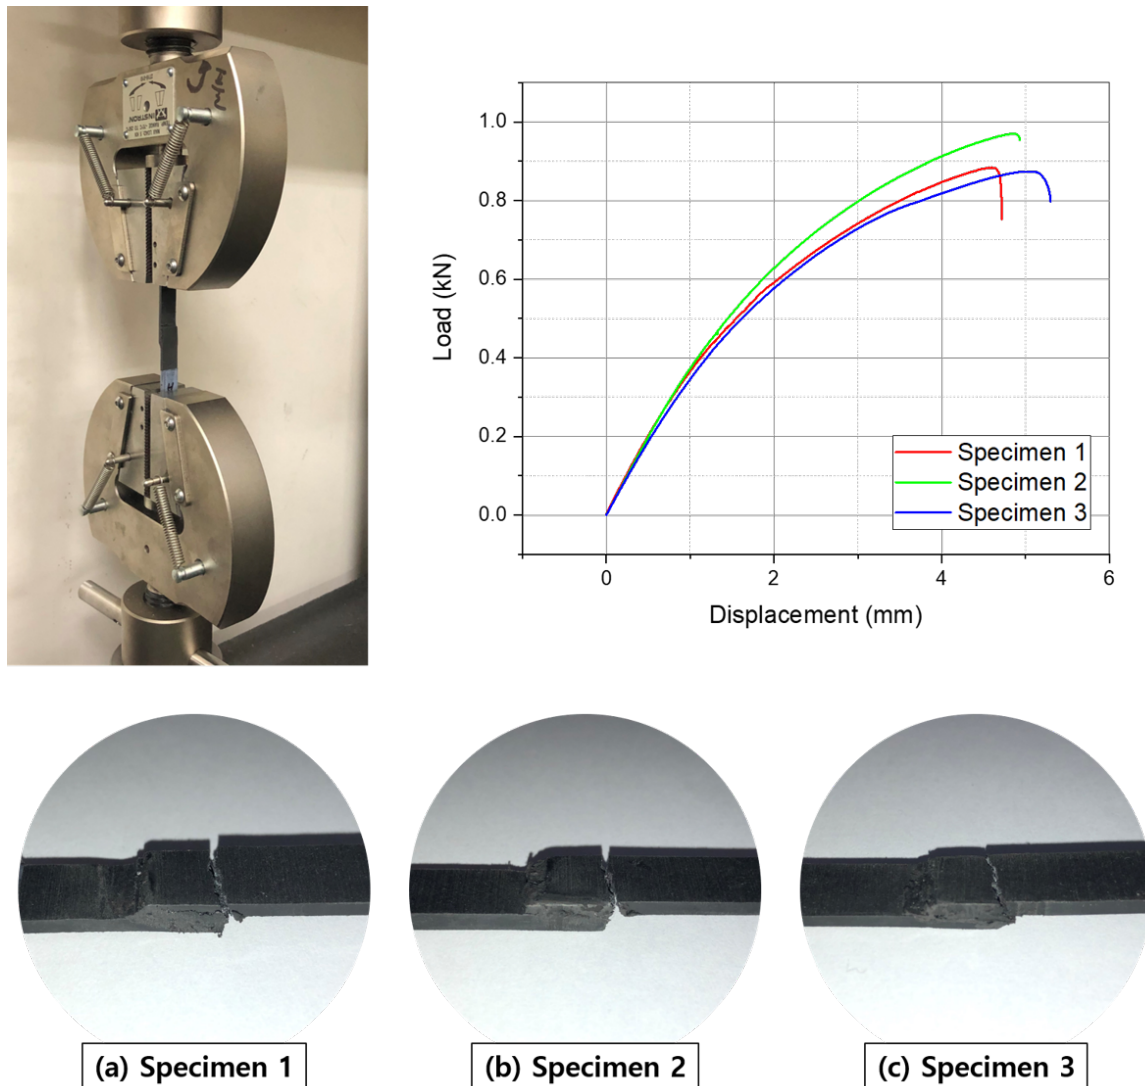 INSTRON
1.0
0.8
0.6
0.4
0.2
0.0
Load (kN)
Specimen 1
Specimen 2
Specimen 3
0
2
4
6
Displacement (mm)
(a) Specimen 1
(b) Specimen 2
(c) Specimen 3